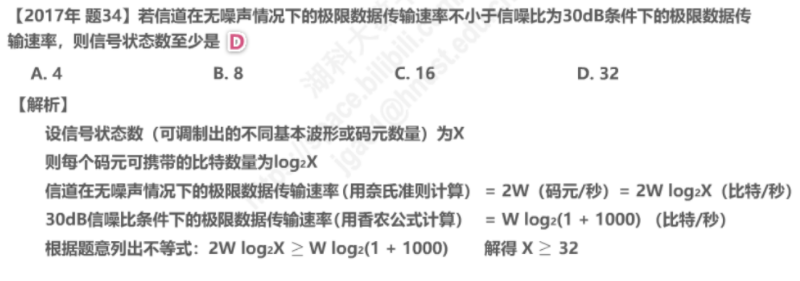 【2017年 题34】若信道在无噪声情况下的极限数据传输速率不小于信噪比为30dB条件下的极限数据传
输速率，则信号状态数至少是 D
A. 4 B. 8 C. 16 D. 32
【解析】
设信号状态数（可调制出的不同基本波形或码元数量）为X
则每个码元可携带的比特数量为log₂X
信道在无噪声情况下的极限数据传输速率（用奈氏准则计算） = 2W（码元/秒）= 2W log₂X（比特/秒）
30dB信噪比条件下的极限数据传输速率（用香农公式计算） = W log₂(1 + 1000) （比特/秒）
根据题意列出不等式：2W log₂X ≥ W log₂(1 + 1000) 解得 X ≥ 32